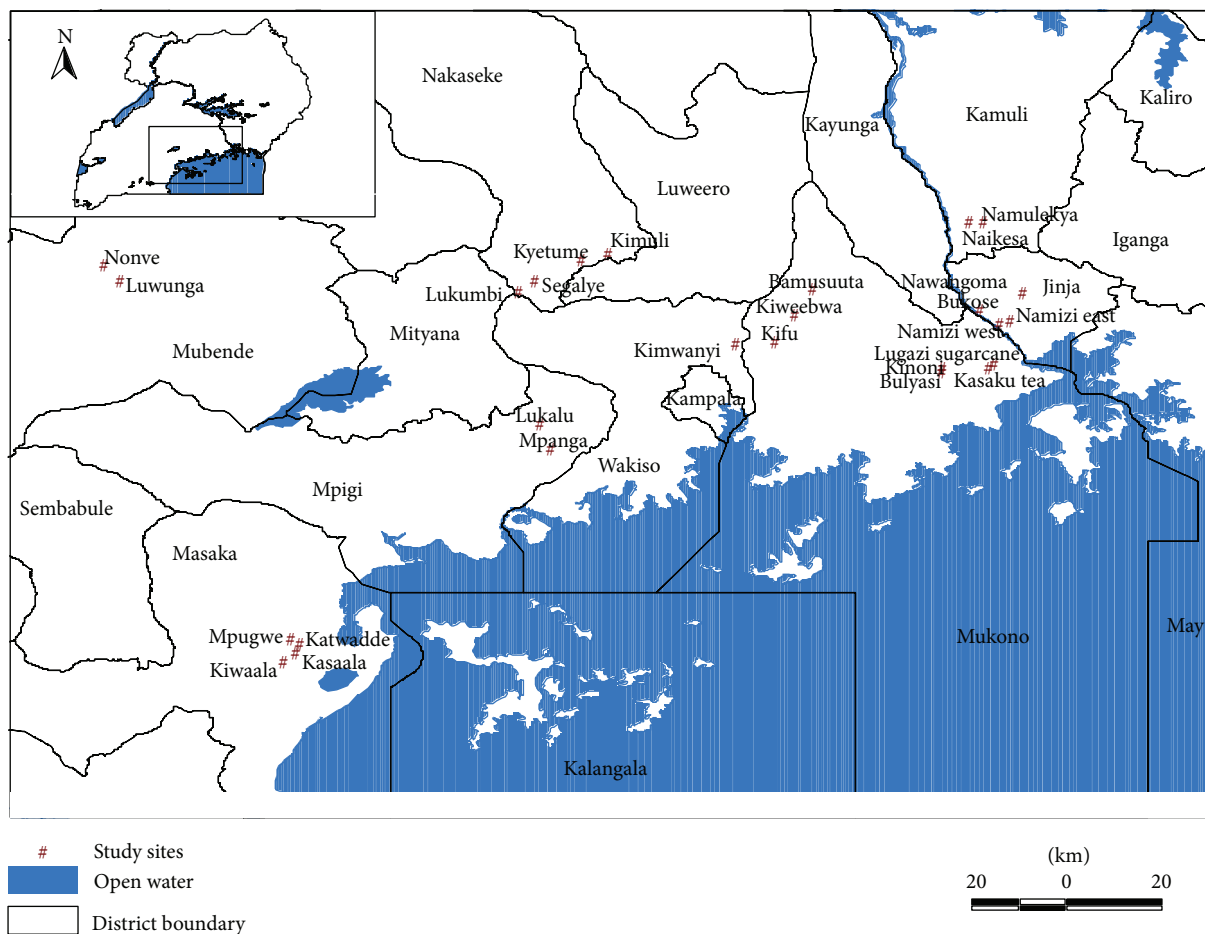 N
Nakaseke
Kaliro
Kayunga
Kamuli
Luweero
Namulekya
Naikesa
Iganga
Kimuli
Kyetume
Nonve
Luwunga
Segalye
Lukumbi
Bamusuuta
Nawangoma
Jinja
Bukose
Kiweebwa
Namizi east
Namizi west
Mityana
Kifu
Kimwanyi
Mubende
Lugazi sugarcane
Kinoni
Bulyasi
Kasaku tea
Kampala
Lukalu
Mpanga
Wakiso
Mpigi
Sembabule
Masaka
Mpugwe
Katwadde
Kiwaala
Kasaala
Mukono
May
Kalangala
# Study sites
Open water
District boundary
(km)
20 0 20